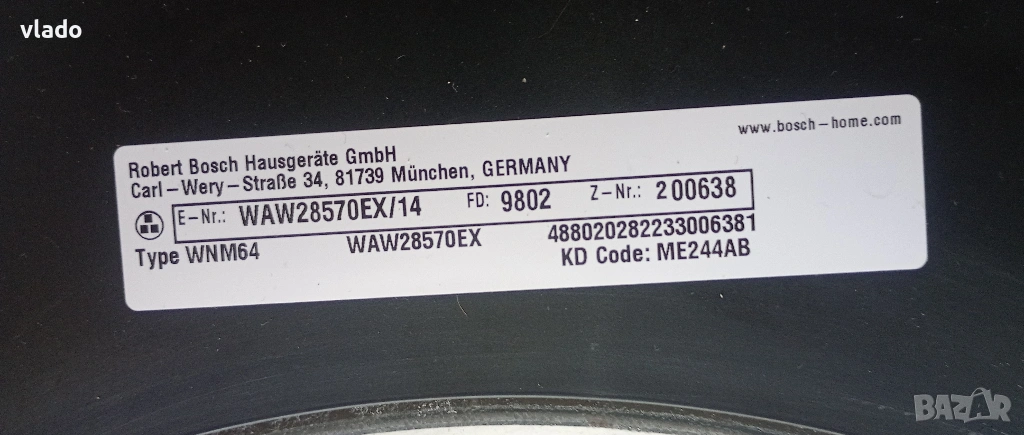 vlado
www.bosch-home.com
Robert Bosch Hausgeräte GmbH
Carl-Wery-Straße 34, 81739 München, GERMANY
E-Nr.: WAW28570EX/14 FD: 9802 Z-Nr.: 200638
Type WNM64 WAW28570EX 488020282233006381
KD Code: ME244AB
BAZAR